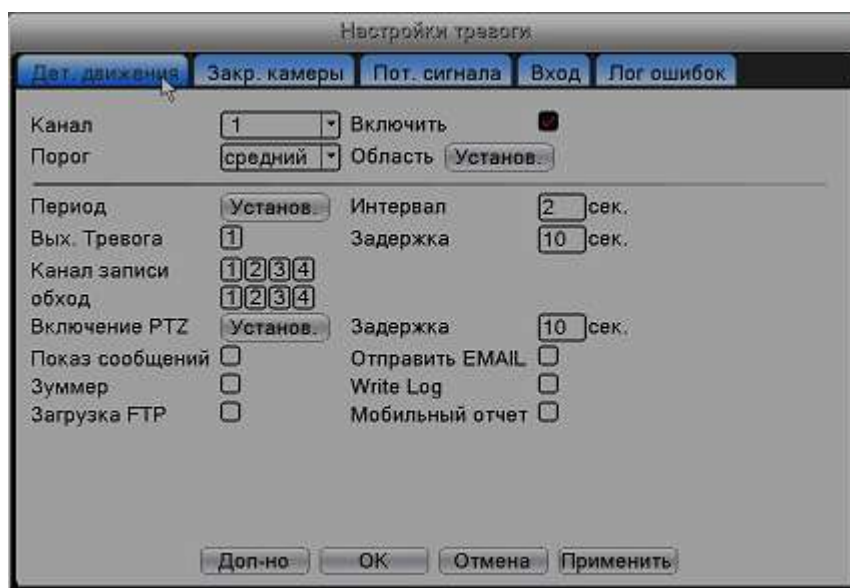 Настройки тревоги
Дет. движения Закр. камеры Пот. сигнала Вход Лог ошибок
Канал 1 Включить
Порог средний Область Установ.
Период Установ. Интервал 2 сек.
Вых. Тревога 1 Задержка 10 сек.
Канал записи 1 2 3 4
обход 1 2 3 4
Включение PTZ Установ. Задержка 10 сек.
Показ сообщений Отправить EMAIL
Зуммер Write Log
Загрузка FTP Мобильный отчет
Доп-но OK Отмена Применить